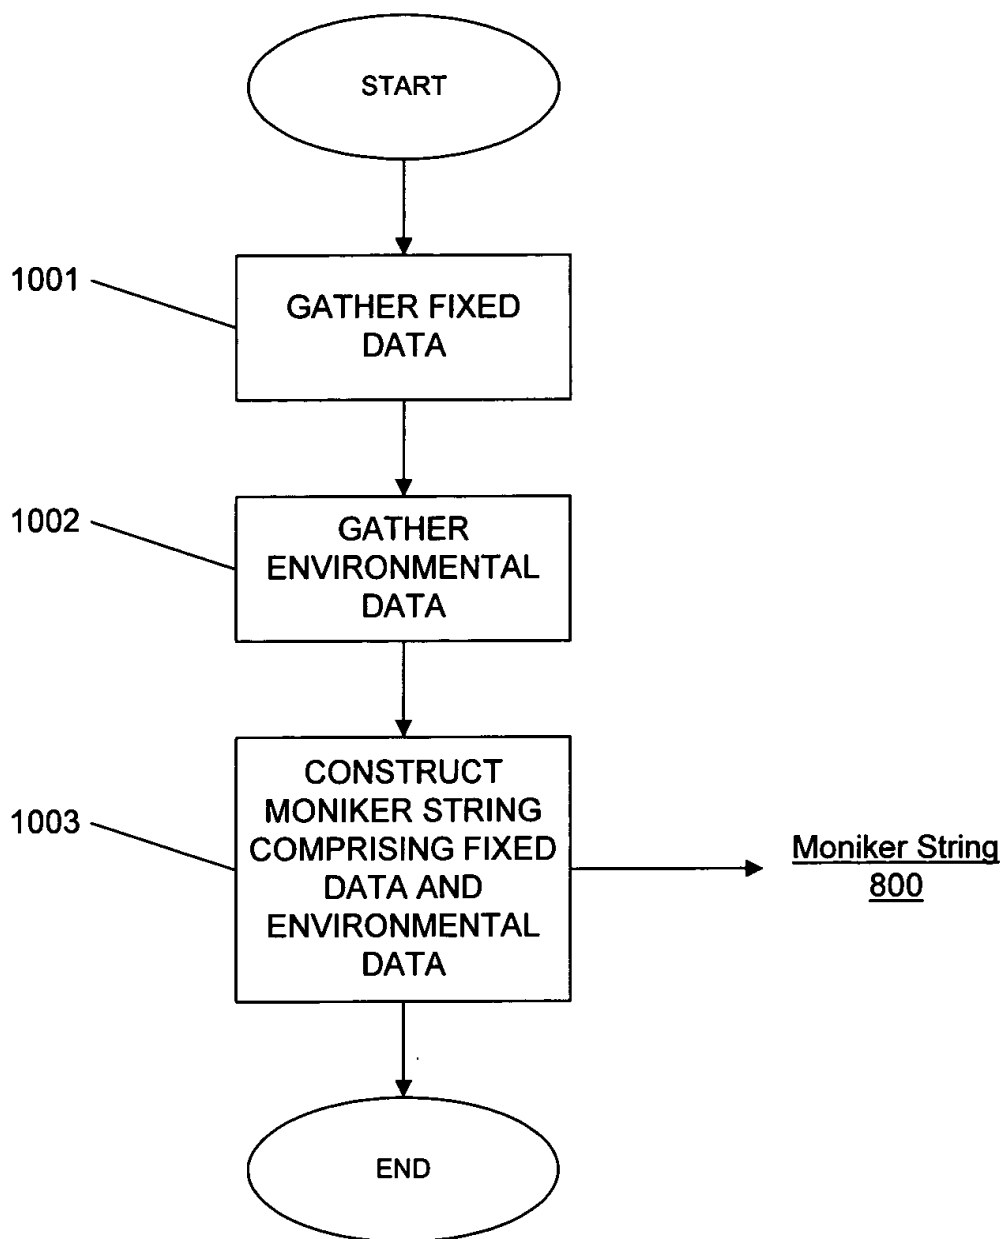 START
1001
GATHER FIXED
DATA
1002
GATHER
ENVIRONMENTAL
DATA
1003
CONSTRUCT
MONIKER STRING
COMPRISING FIXED
DATA AND
ENVIRONMENTAL
DATA
Moniker String
800
END